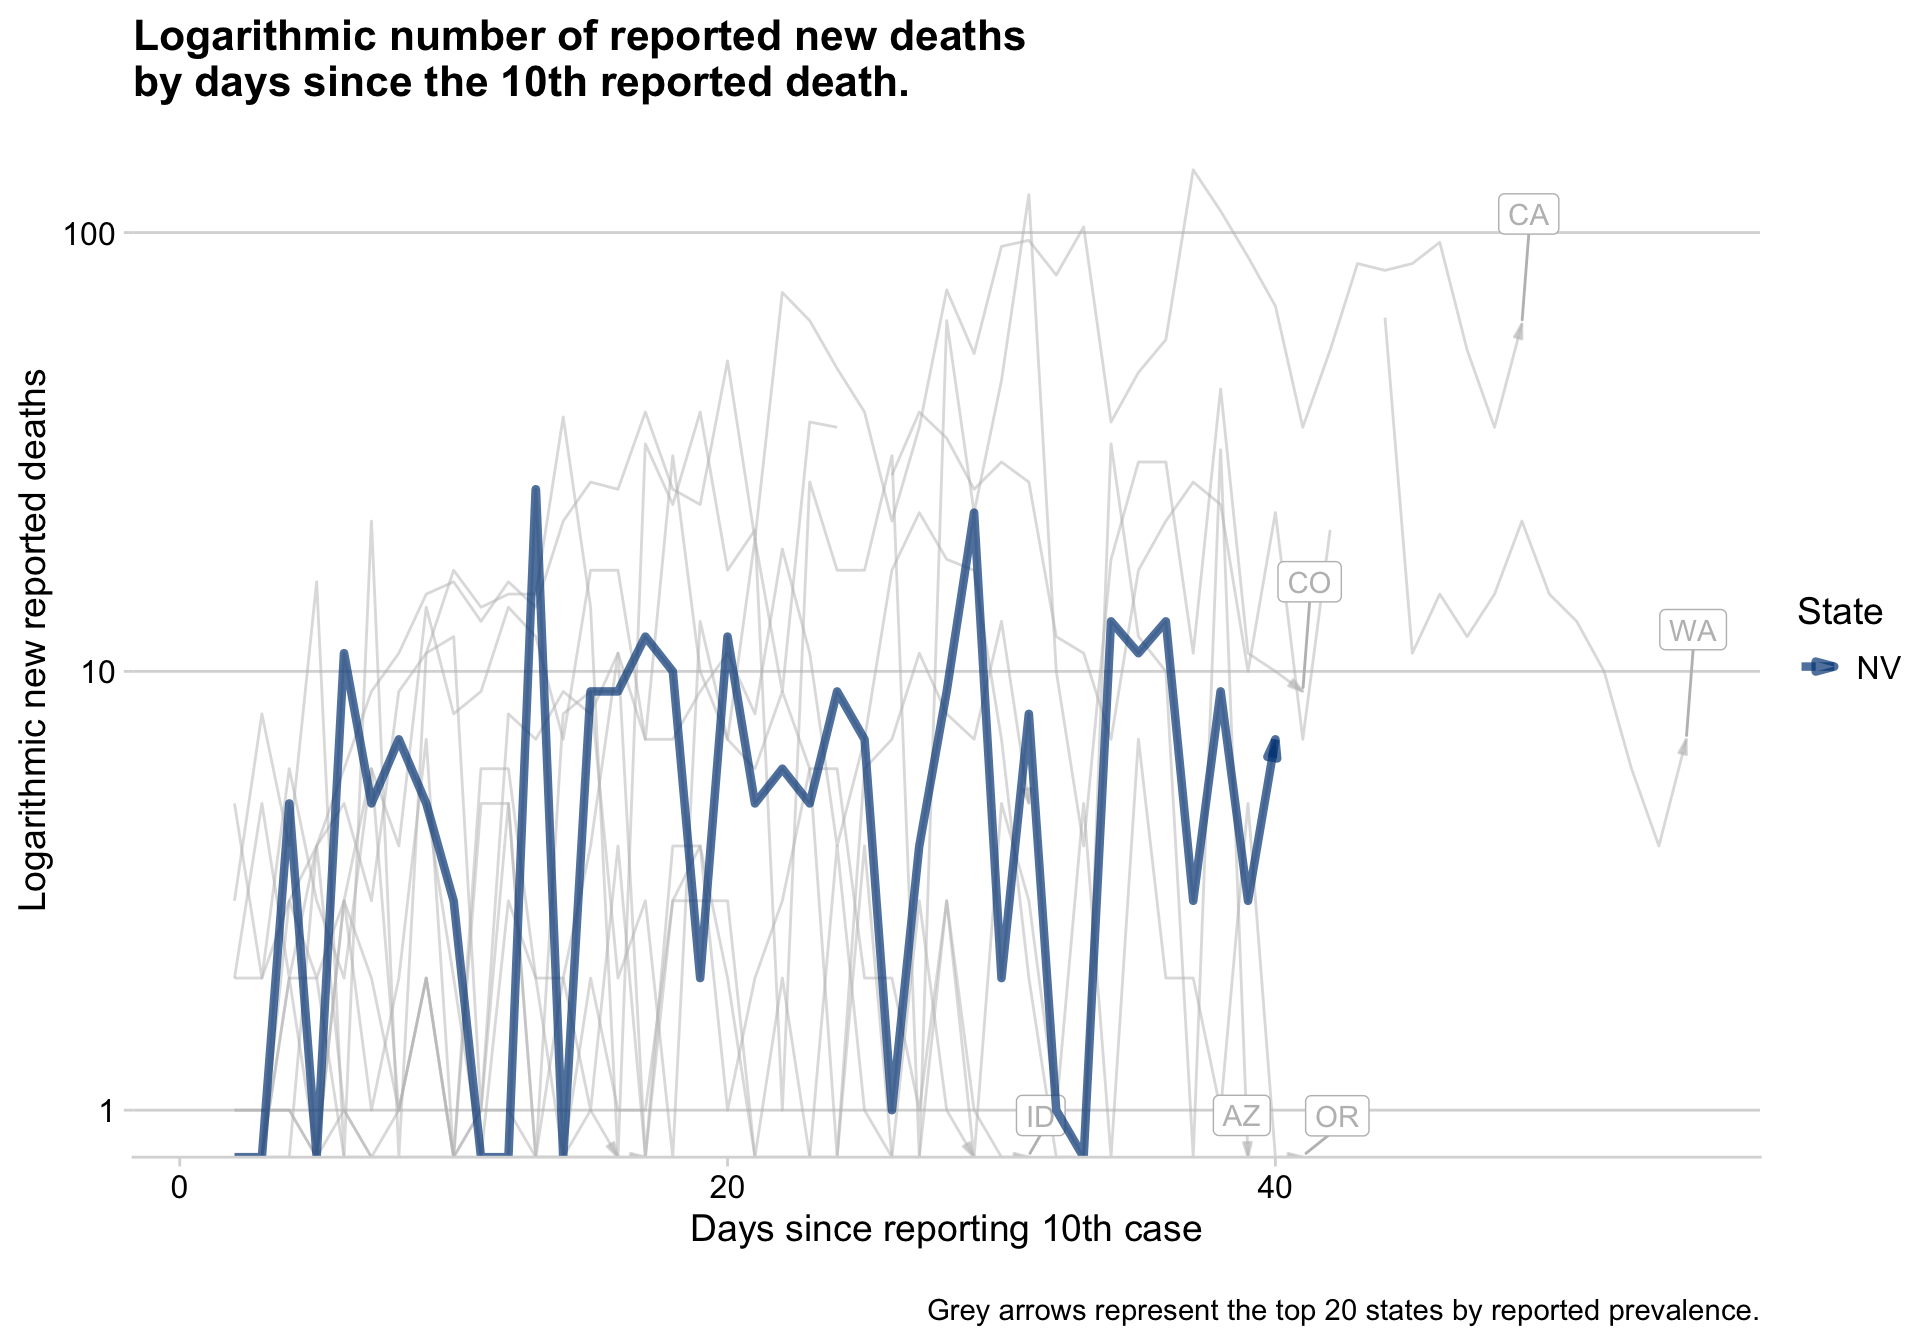 Logarithmic number of reported new deaths
by days since the 10th reported death.
Logarithmic new reported deaths
100
10
1
CA
CO
WA
ID
AZ
OR
State
NV
0
20
40
Days since reporting 10th case
Grey arrows represent the top 20 states by reported prevalence.